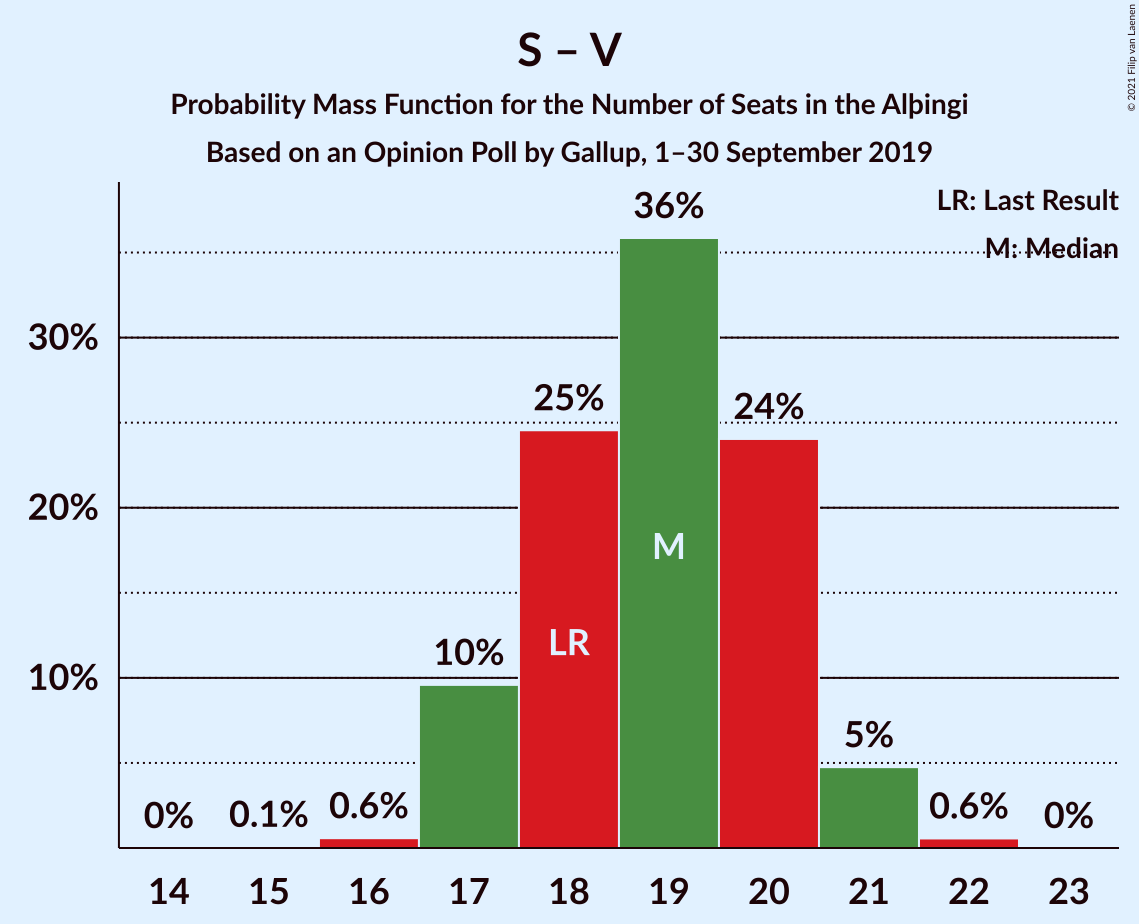 S – V
Probability Mass Function for the Number of Seats in the Alþingi
Based on an Opinion Poll by Gallup, 1–30 September 2019
© 2021 Filip van Laenen
LR: Last Result
M: Median
30%
20%
10%
0%
0.1%
0.6%
10%
25%
36%
24%
5%
0.6%
0%
LR
M
14 15 16 17 18 19 20 21 22 23